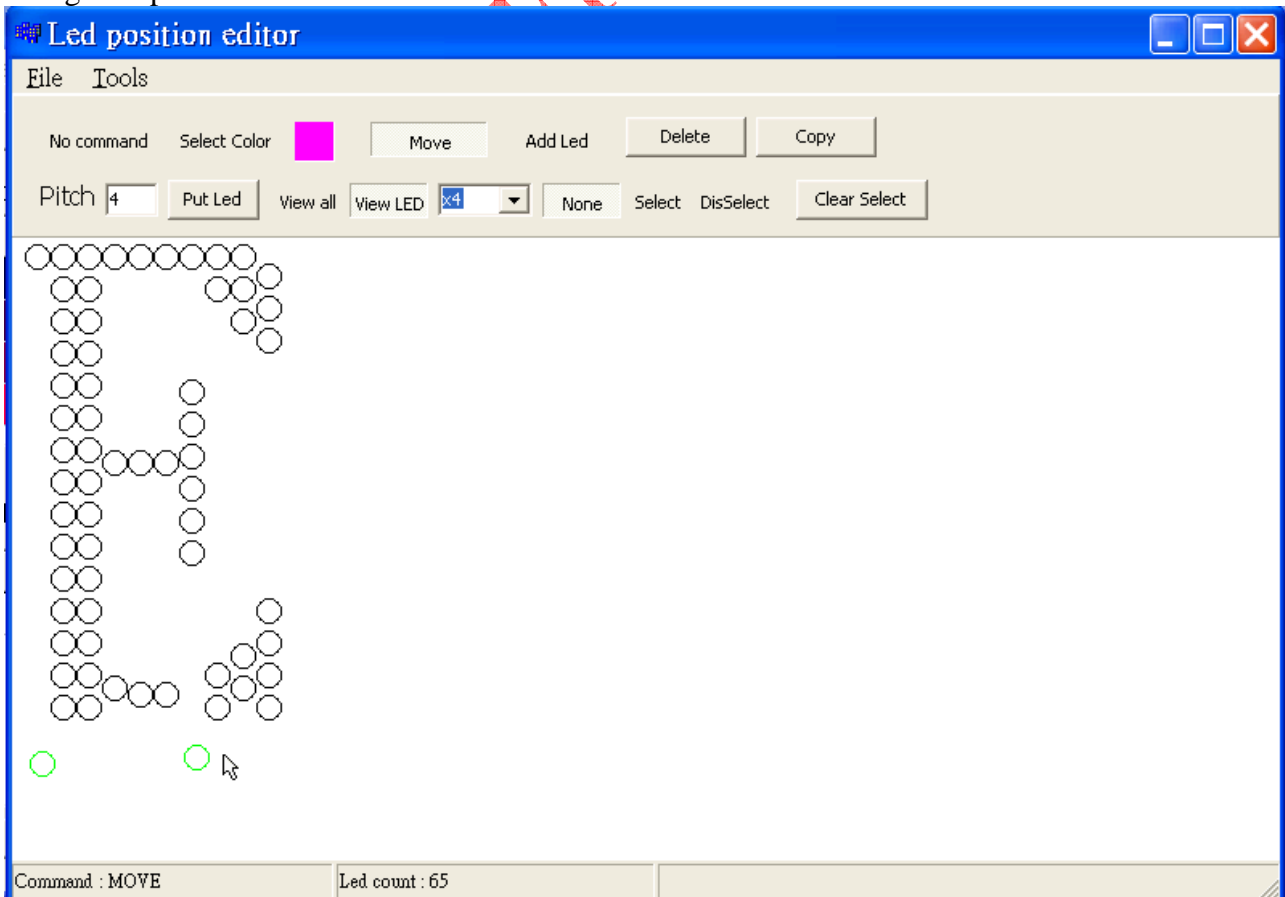 Led position editor
File Tools
No command Select Color Move Add Led Delete Copy
Pitch 4 Put Led View all View LED x4 None Select DisSelect Clear Select
Command : MOVE Led count : 65